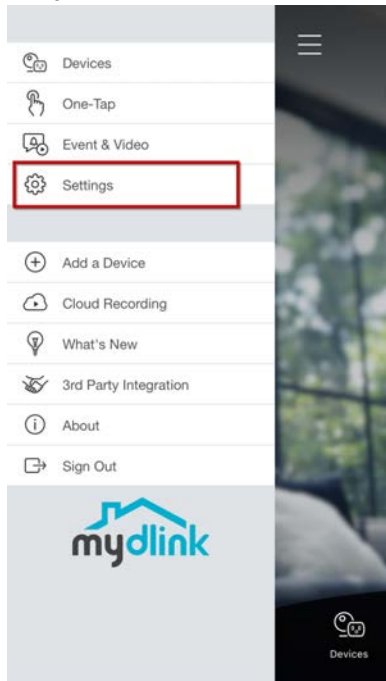 Devices
One-Tap
Event & Video
Settings
Add a Device
Cloud Recording
What's New
3rd Party Integration
About
Sign Out
mydlink
Devices